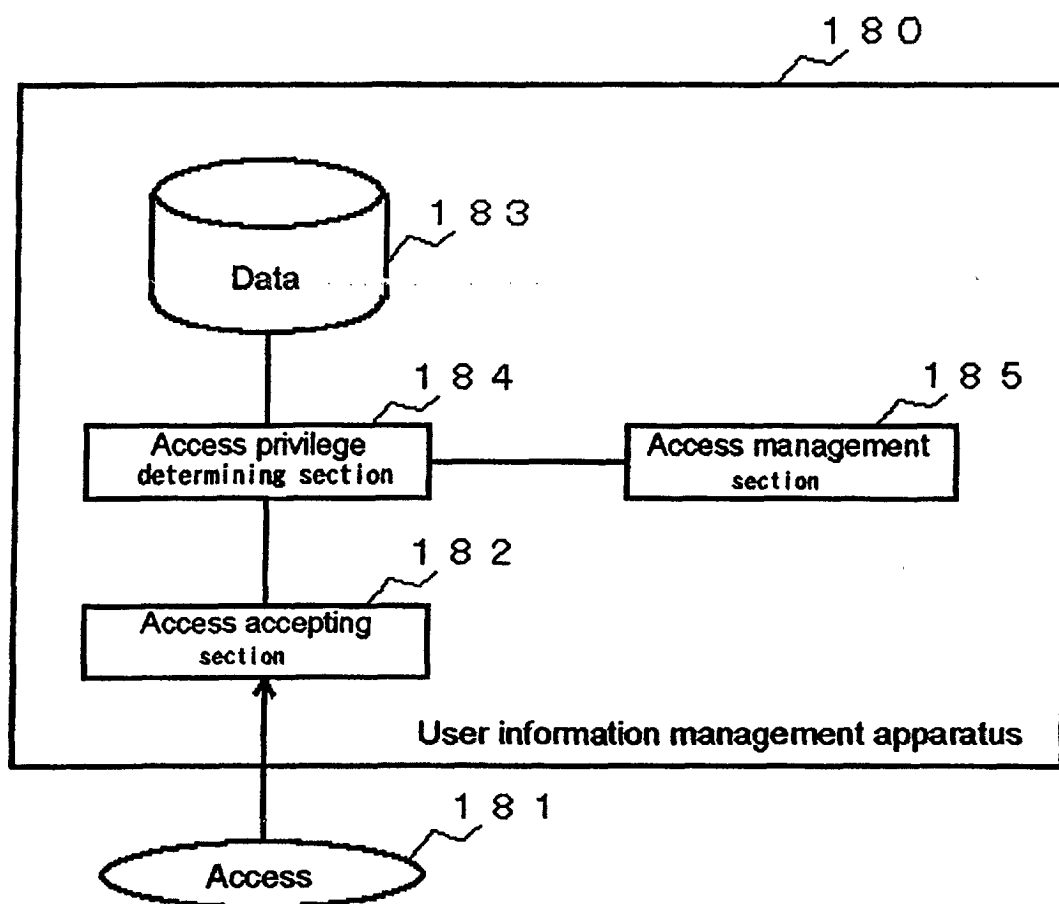 180
183
Data
184
185
Access privilege
determining section
Access management
section
182
Access accepting
section
User information management apparatus
181
Access